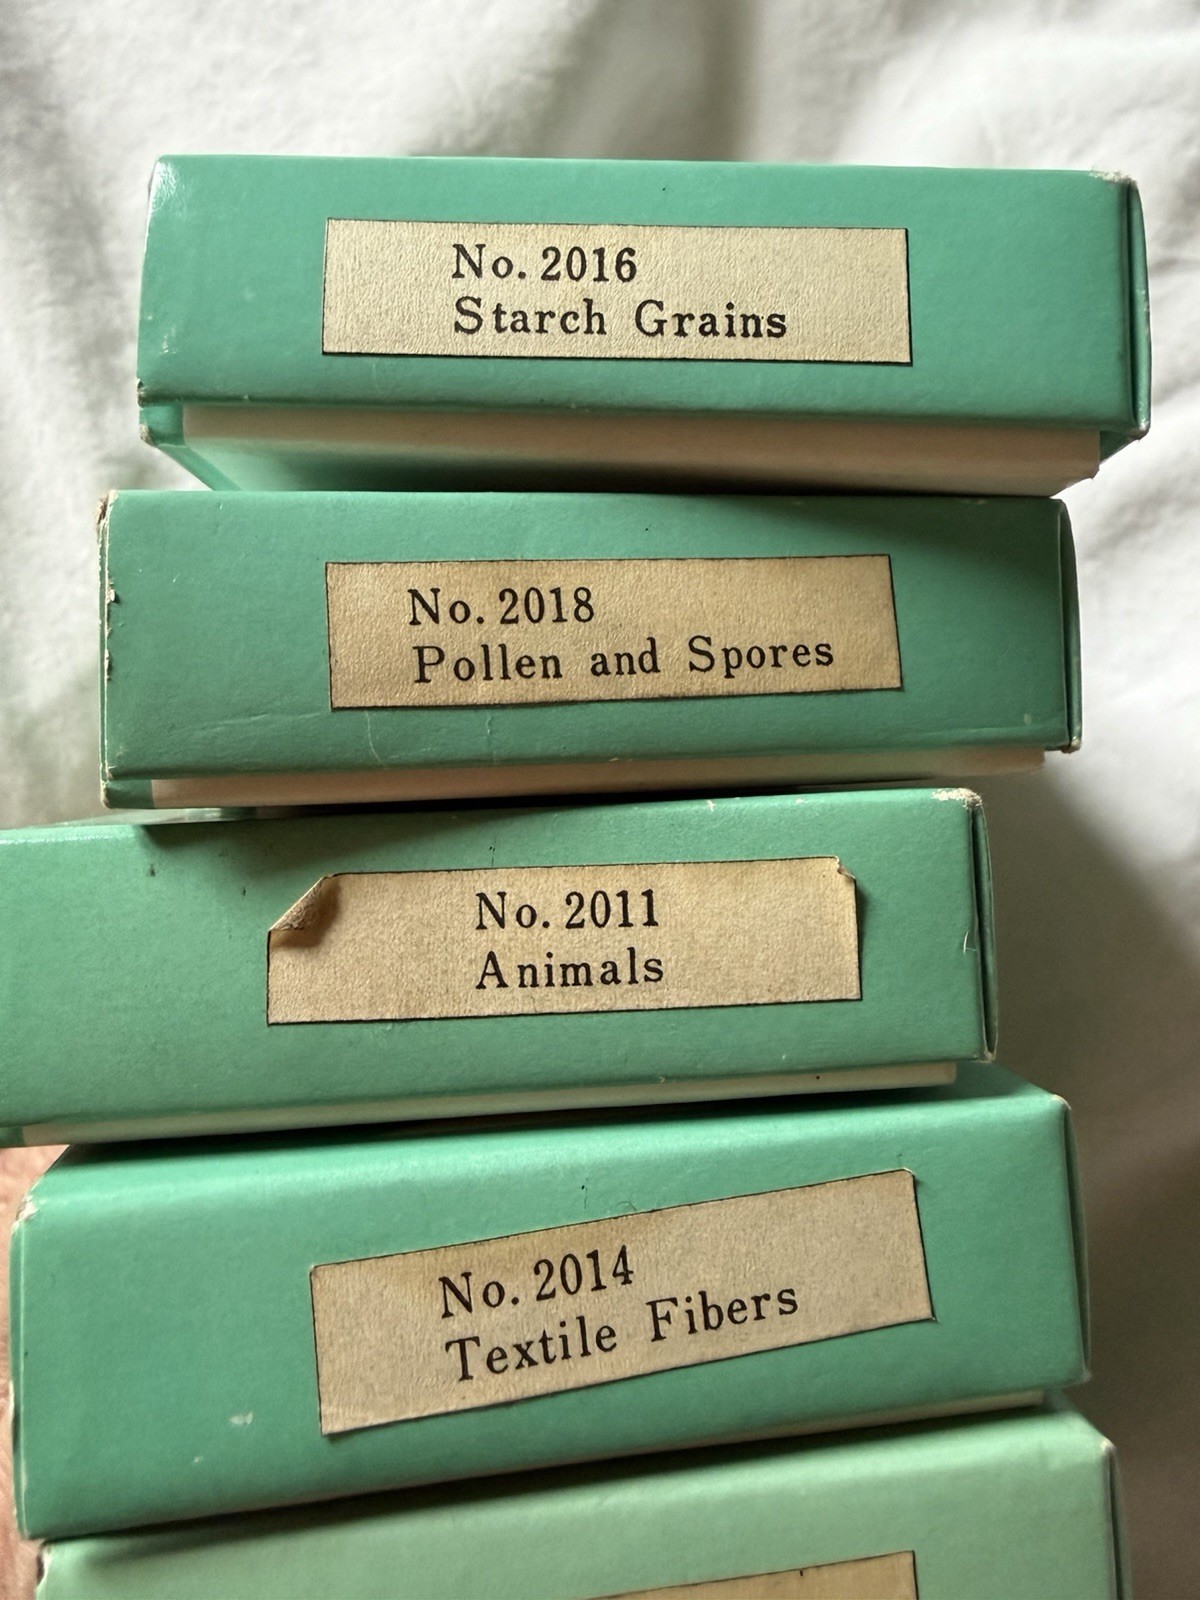 No. 2016
Starch Grains
No. 2018
Pollen and Spores
No. 2011
Animals
No. 2014
Textile Fibers